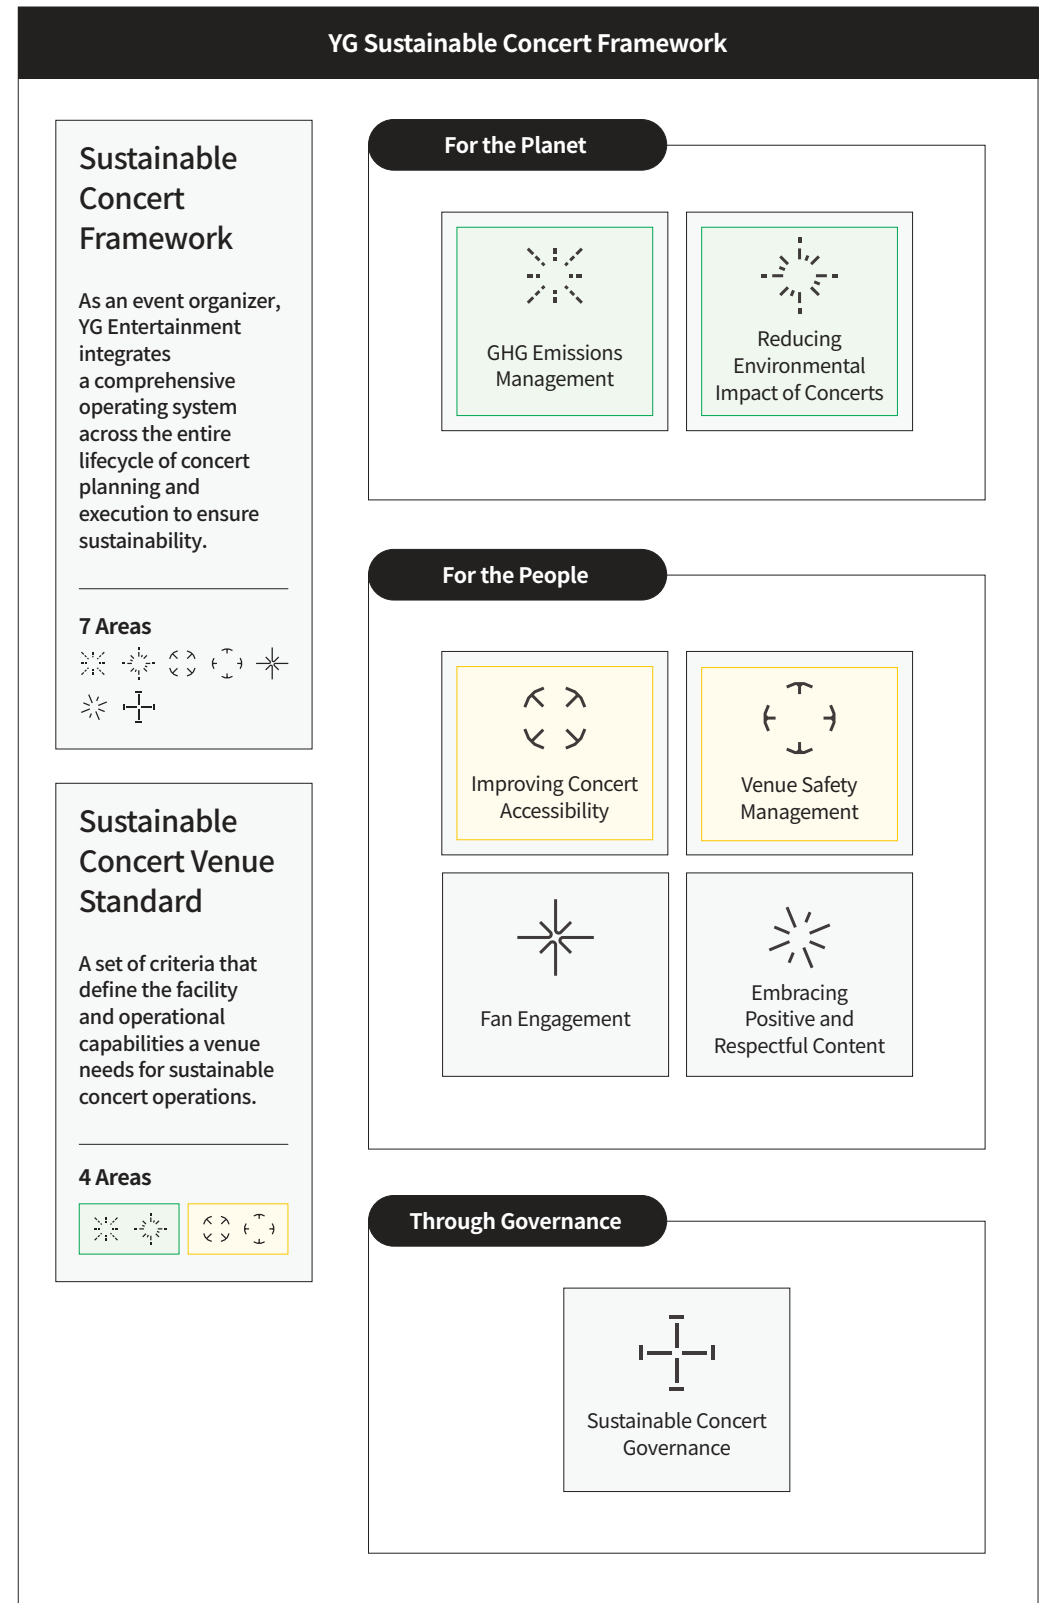 YG Sustainable Concert Framework
Sustainable
Concert
Framework
As an event organizer,
YG Entertainment
integrates
a comprehensive
operating system
across the entire
lifecycle of concert
planning and
execution to ensure
sustainability.
7 Areas
Sustainable
Concert Venue
Standard
A set of criteria that
define the facility
and operational
capabilities a venue
needs for sustainable
concert operations.
4 Areas
For the Planet
GHG Emissions
Management
Reducing
Environmental
Impact of Concerts
For the People
Improving Concert
Accessibility
Venue Safety
Management
Fan Engagement
Embracing
Positive and
Respectful Content
Through Governance
Sustainable Concert
Governance